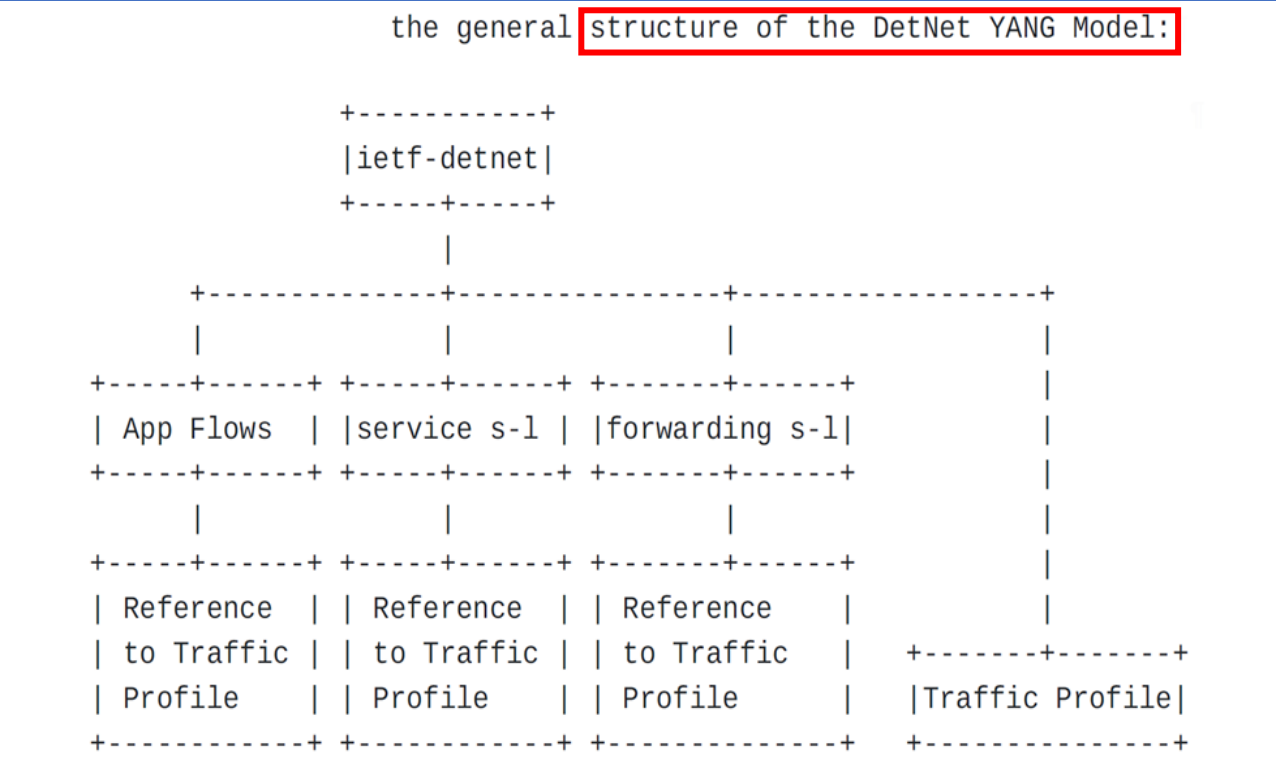 the general structure of the DetNet YANG Model:
+-----------+
|ietf-detnet|
+-----+-----+
|
+--------------+----------------+------------------+
| | | |
+-----+------+ +-----+------+ +-------+------+ |
| App Flows | |service s-l | |forwarding s-l| |
+-----+------+ +-----+------+ +-------+------+ |
| | | |
+-----+------+ +-----+------+ +-------+------+ |
| Reference | | Reference | | Reference | |
| to Traffic | | to Traffic | | to Traffic | +-------+-------+
| Profile | | Profile | | Profile | |Traffic Profile|
+------------+ +------------+ +--------------+ +---------------+